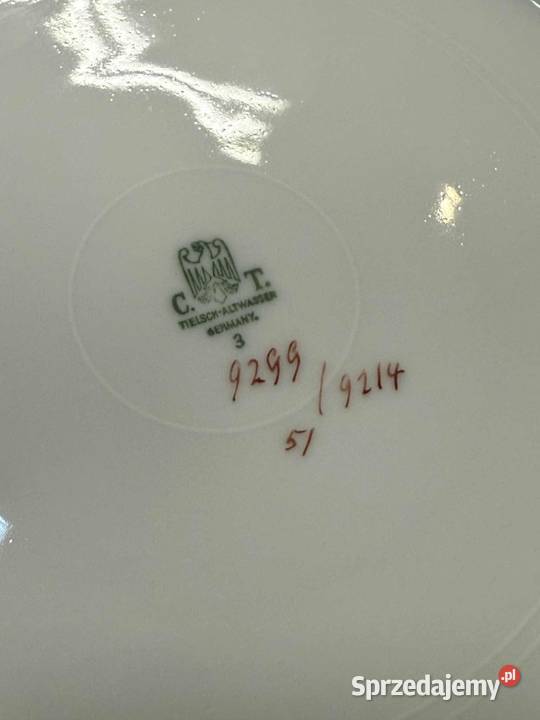 C. T.
TIELSCH-ALTWASSER
GERMANY.
3
9299 / 9214
51
Sprzedajemy.pl